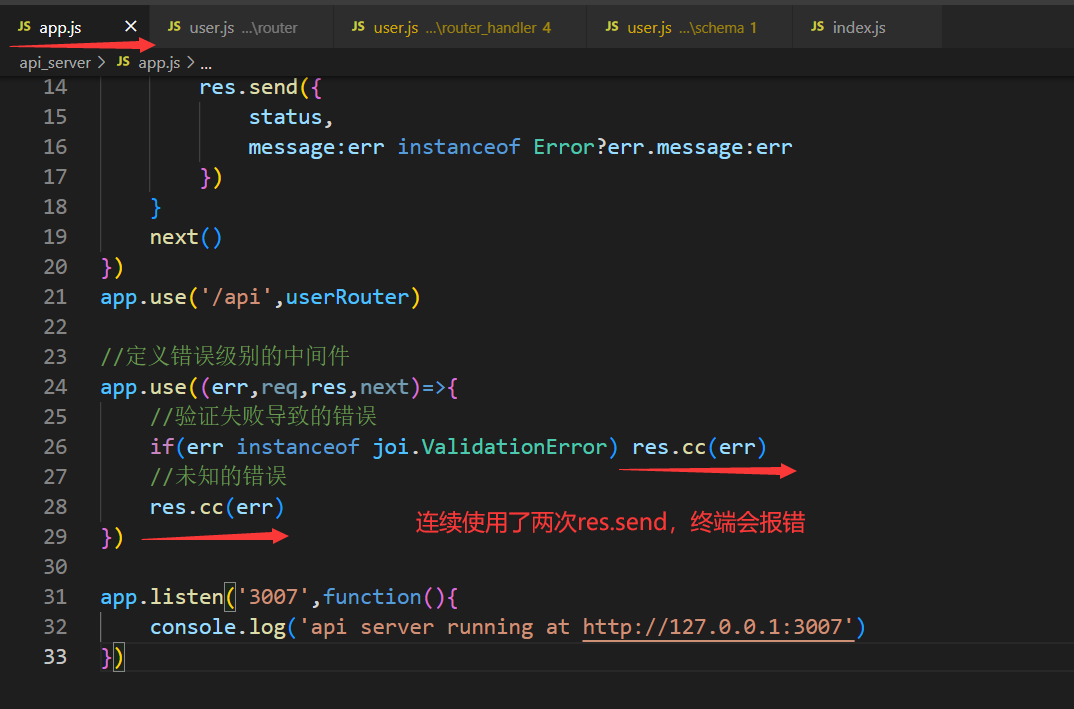 JS app.js × JS user.js ...\router JS user.js ...\router_handler 4 JS user.js ...\schema 1 JS index.js
api_server > JS app.js > ...
14 res.send({
15 status,
16 message:err instanceof Error?err.message:err
17 })
18 }
19 next()
20 })
21 app.use('/api',userRouter)
22
23 //定义错误级别的中间件
24 app.use((err,req,res,next)=>{
25 //验证失败导致的错误
26 if(err instanceof joi.ValidationError) res.cc(err)
27 //未知的错误
28 res.cc(err)
连续使用了两次res.send，终端会报错
29 })
30
31 app.listen('3007',function(){
32 console.log('api server running at http://127.0.0.1:3007')
33 })